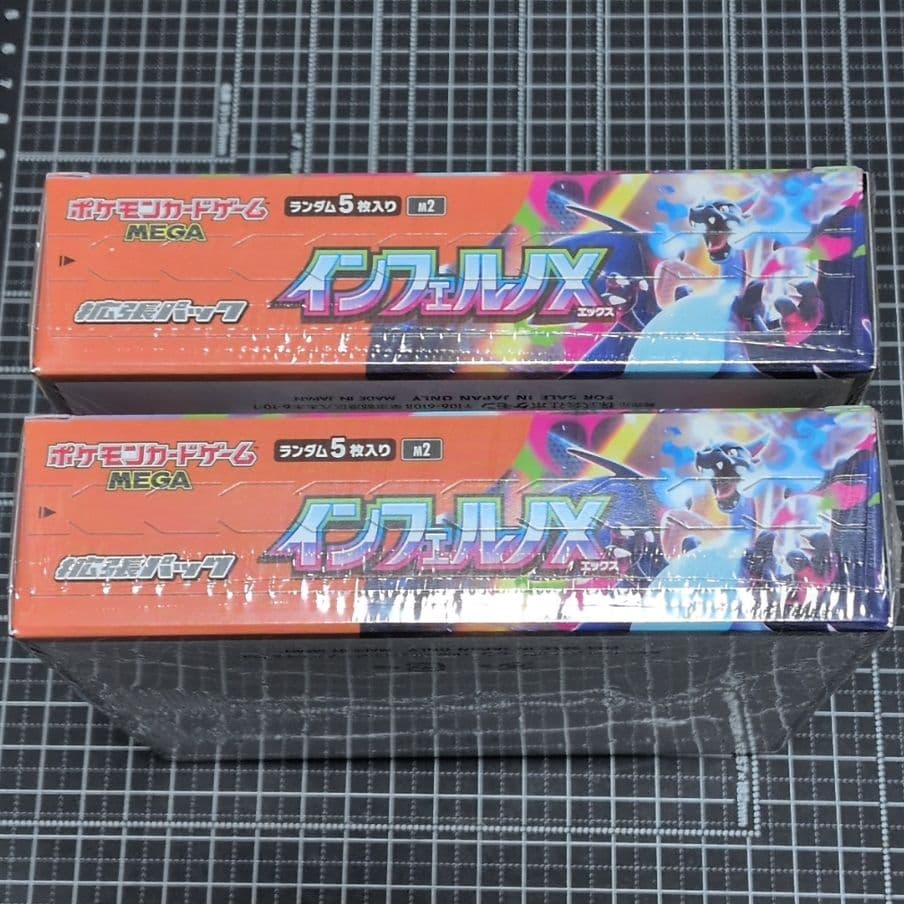 ポケモンカードゲーム
MEGA
ランダム5枚入り M2
インフェルノX
エックス
拡張パック
FOR SALE IN JAPAN ONLY MADE IN JAPAN
ポケモンカードゲーム
MEGA
ランダム5枚入り M2
インフェルノX
エックス
拡張パック